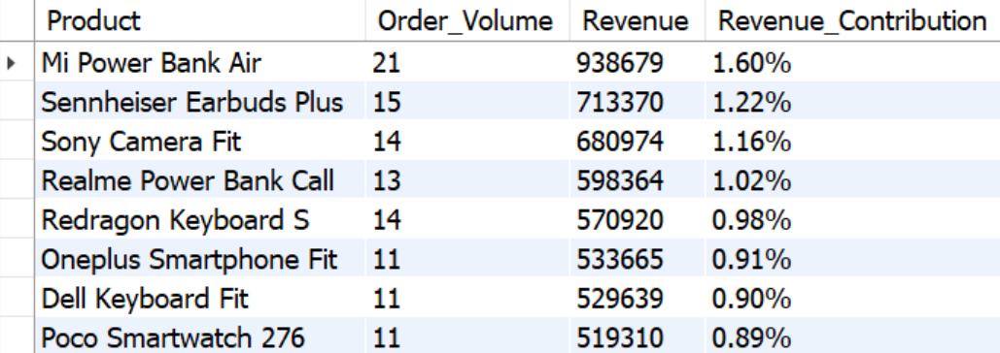 Product Order_Volume Revenue Revenue_Contribution
Mi Power Bank Air 21 938679 1.60%
Sennheiser Earbuds Plus 15 713370 1.22%
Sony Camera Fit 14 680974 1.16%
Realme Power Bank Call 13 598364 1.02%
Redragon Keyboard S 14 570920 0.98%
Oneplus Smartphone Fit 11 533665 0.91%
Dell Keyboard Fit 11 529639 0.90%
Poco Smartwatch 276 11 519310 0.89%